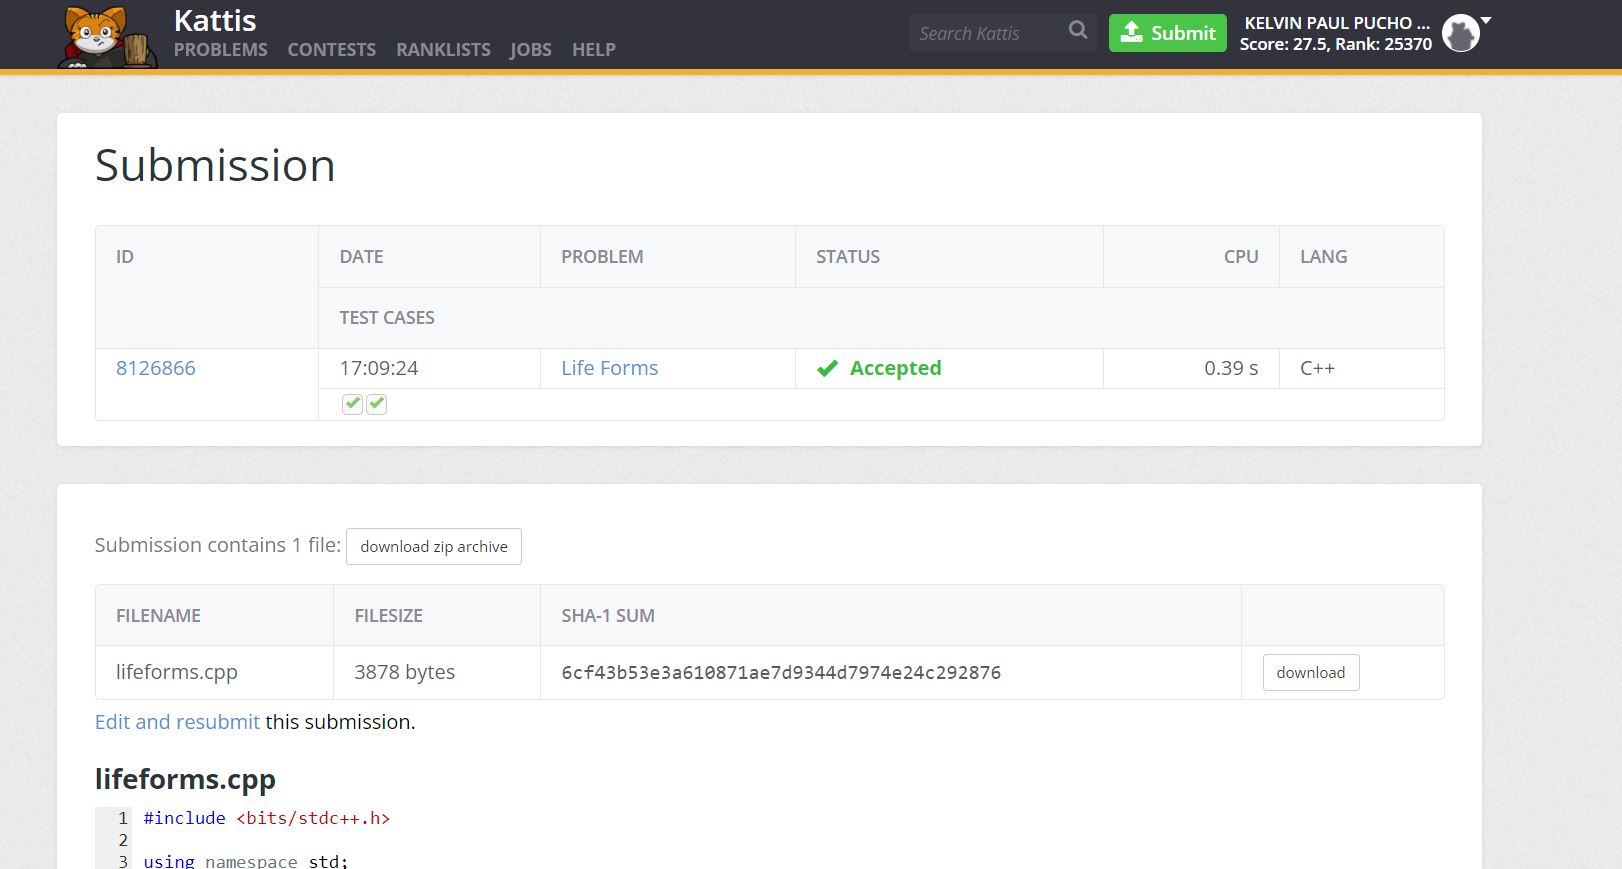 Kattis
PROBLEMS CONTESTS RANKLISTS JOBS HELP
Search Kattis
Submit
KELVIN PAUL PUCHO ...
Score: 27.5, Rank: 25370
Submission
ID DATE PROBLEM STATUS CPU LANG
TEST CASES
8126866 17:09:24 Life Forms Accepted 0.39 s C++
Submission contains 1 file: download zip archive
FILENAME FILESIZE SHA-1 SUM
lifeforms.cpp 3878 bytes 6cf43b53e3a610871ae7d9344d7974e24c292876 download
Edit and resubmit this submission.
lifeforms.cpp
1 #include <bits/stdc++.h>
2
3 using namespace std;